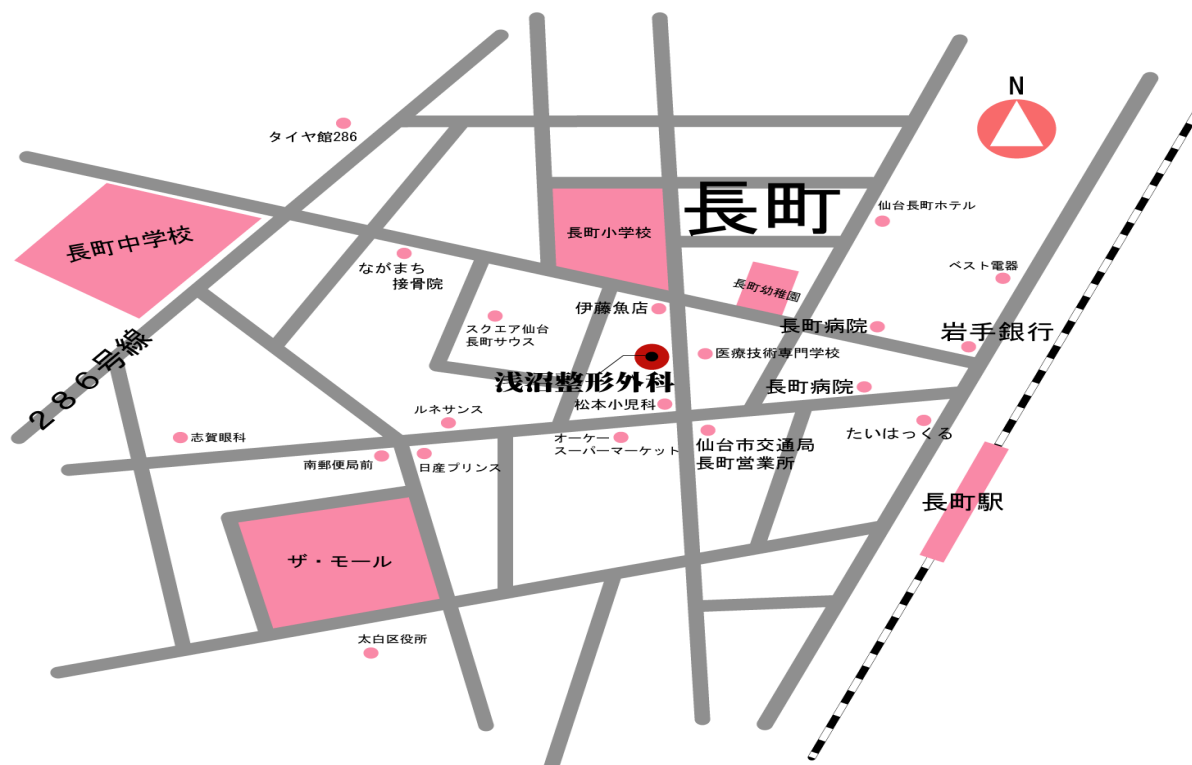 N
タイヤ館286
長町
仙台長町ホテル
長町中学校
長町小学校
ながまち
接骨院
ベスト電器
長町幼稚園
伊藤魚店
スクエア仙台
長町サウス
長町病院
岩手銀行
医療技術専門学校
286号線
浅沼整形外科
長町病院
松本小児科
ルネサンス
志賀眼科
オーケー
スーパーマーケット
仙台市交通局
長町営業所
たいはっくる
南郵便局前
日産プリンス
長町駅
ザ・モール
太白区役所